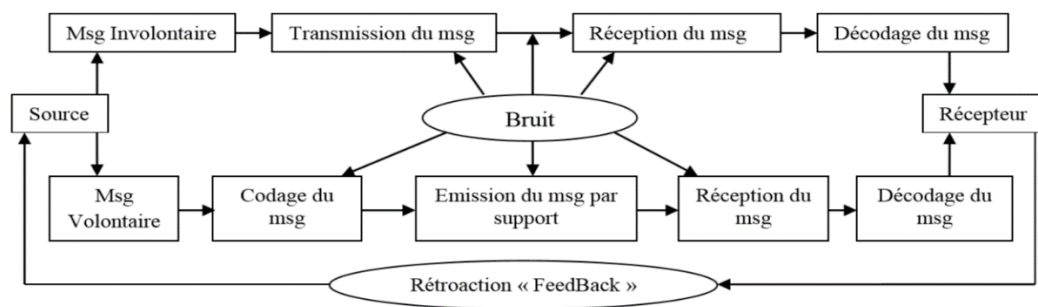 Msg Involontaire
Transmission du msg
Réception du msg
Décodage du msg
Source
Bruit
Récepteur
Msg
Volontaire
Codage du
msg
Emission du msg par
support
Réception du
msg
Décodage du
msg
Rétroaction « FeedBack »